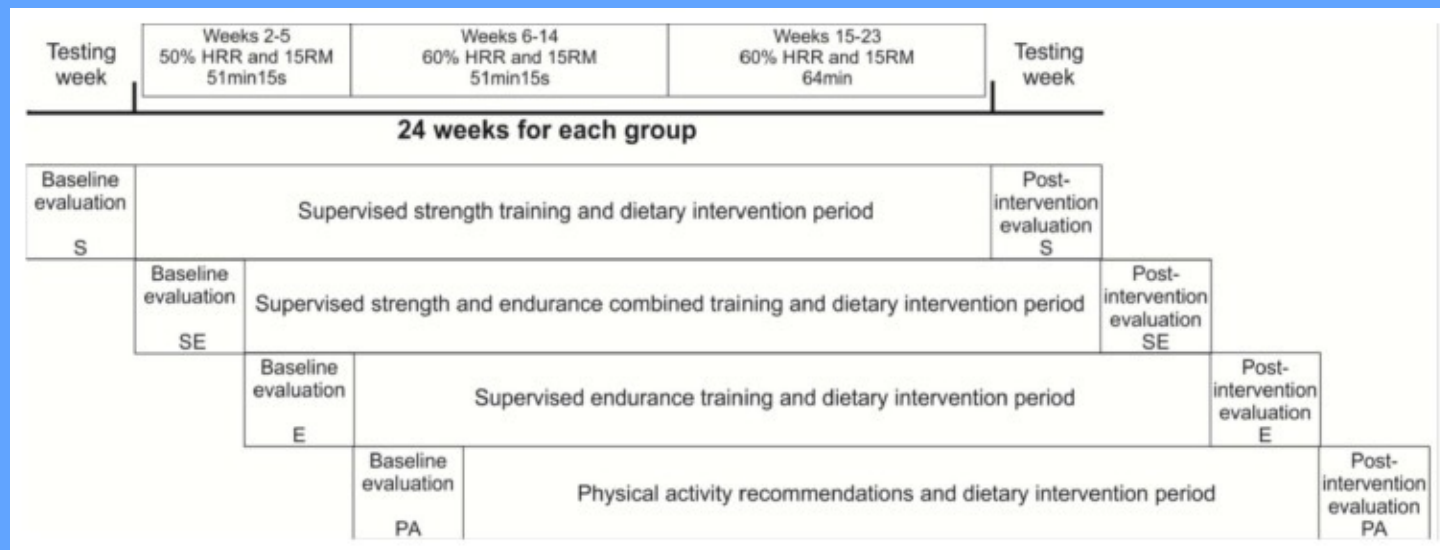 Testing
week
Weeks 2-5
50% HRR and 15RM
51min15s
Weeks 6-14
60% HRR and 15RM
51min15s
Weeks 15-23
60% HRR and 15RM
64min
Testing
week
24 weeks for each group
Baseline
evaluation
S
Supervised strength training and dietary intervention period
Post-
intervention
evaluation
S
Baseline
evaluation
SE
Supervised strength and endurance combined training and dietary intervention period
Post-
intervention
evaluation
SE
Baseline
evaluation
E
Supervised endurance training and dietary intervention period
Post-
intervention
evaluation
E
Baseline
evaluation
PA
Physical activity recommendations and dietary intervention period
Post-
intervention
evaluation
PA